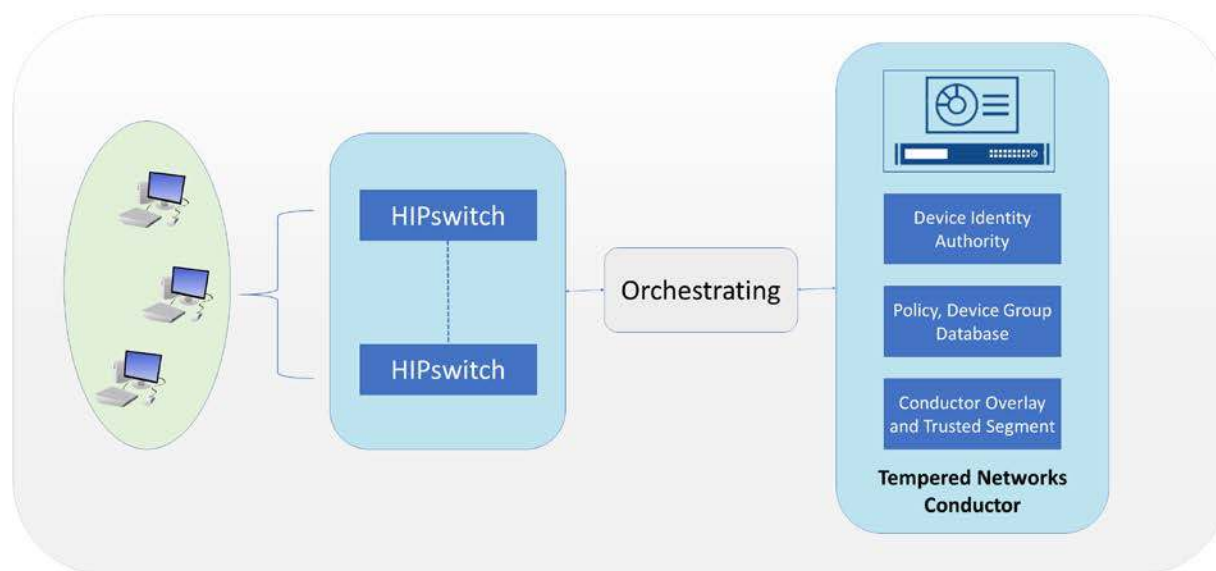 HIPswitch
HIPswitch
Orchestrating
Device Identity
Authority
Policy, Device Group
Database
Conductor Overlay
and Trusted Segment
Tempered Networks
Conductor